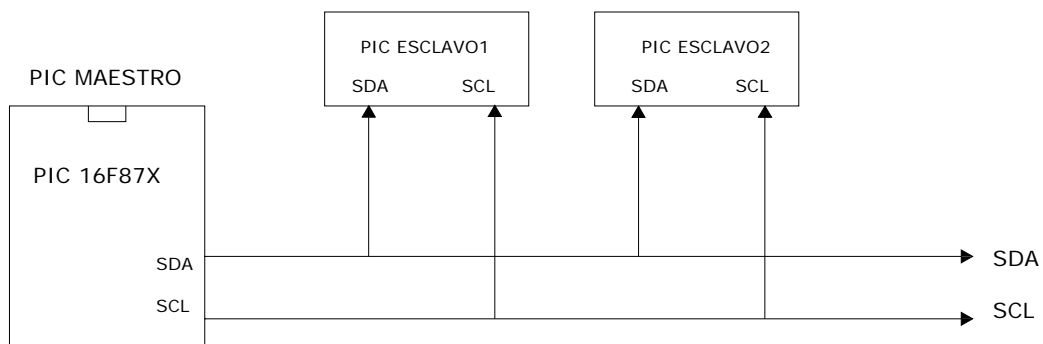 PIC ESCLAVO1
SDA SCL
PIC ESCLAVO2
SDA SCL
PIC MAESTRO
PIC 16F87X
SDA
SCL
SDA
SCL